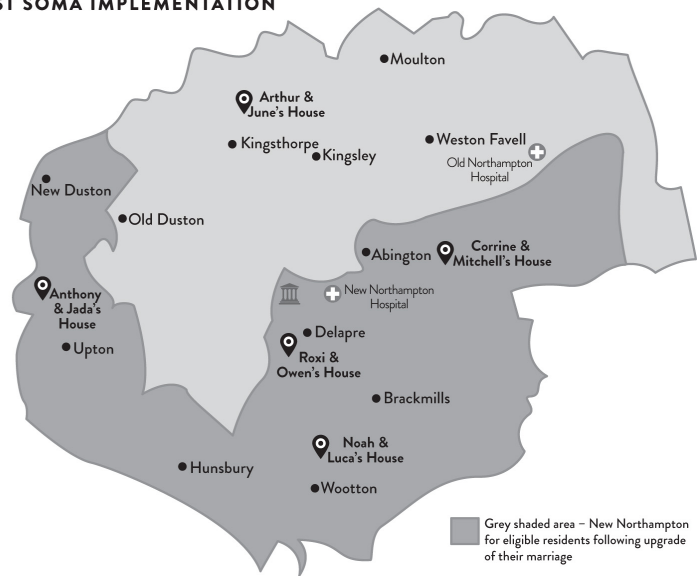 ST SOMA IMPLEMENTATION
Moulton
Arthur &
June's House
Kingsthorpe
Kingsley
Weston Favell
Old Northampton
Hospital
New Duston
Old Duston
Abington
Corrine &
Mitchell's House
Anthony
& Jada's
House
New Northampton
Hospital
Delapre
Upton
Roxi &
Owen's House
Brackmills
Noah &
Luca's House
Hunsbury
Wootton
Grey shaded area – New Northampton
for eligible residents following upgrade
of their marriage